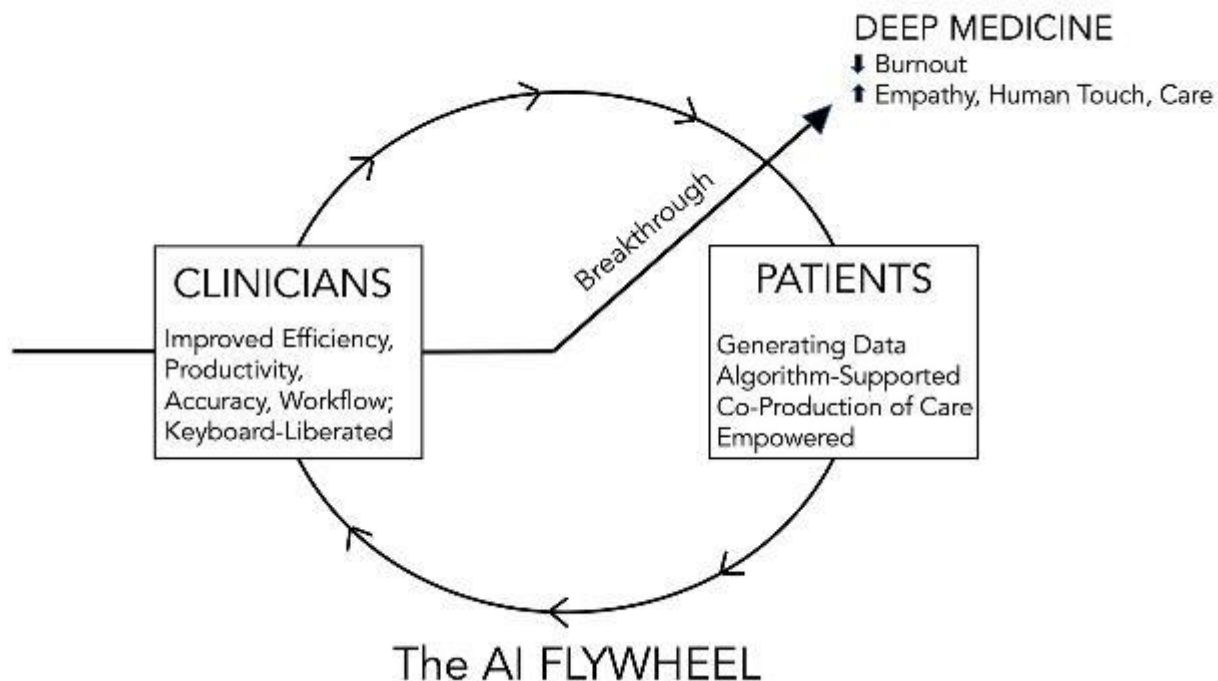 DEEP MEDICINE
⬇ Burnout
⬆ Empathy, Human Touch, Care
Breakthrough
CLINICIANS
Improved Efficiency,
Productivity,
Accuracy, Workflow;
Keyboard-Liberated
PATIENTS
Generating Data
Algorithm-Supported
Co-Production of Care
Empowered
The AI FLYWHEEL